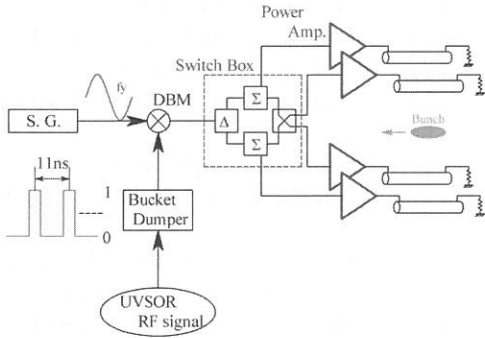 Power
Amp.
Switch Box
fy
DBM
S. G.
Δ
Σ
Σ
Bunch
11ns
1
0
Bucket
Dumper
UVSOR
RF signal